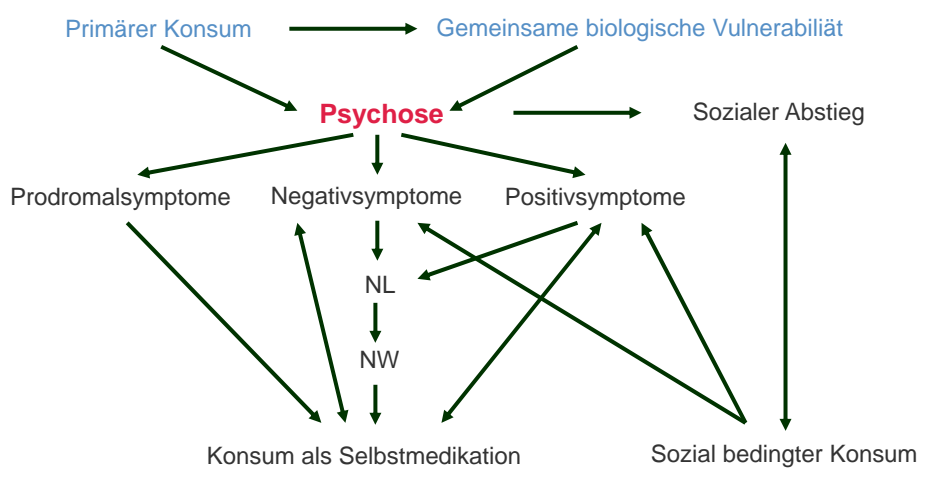 Primärer Konsum
Gemeinsame biologische Vulnerabiliät
Psychose
Sozialer Abstieg
Prodromalsymptome
Negativsymptome
Positivsymptome
NL
NW
Konsum als Selbstmedikation
Sozial bedingter Konsum